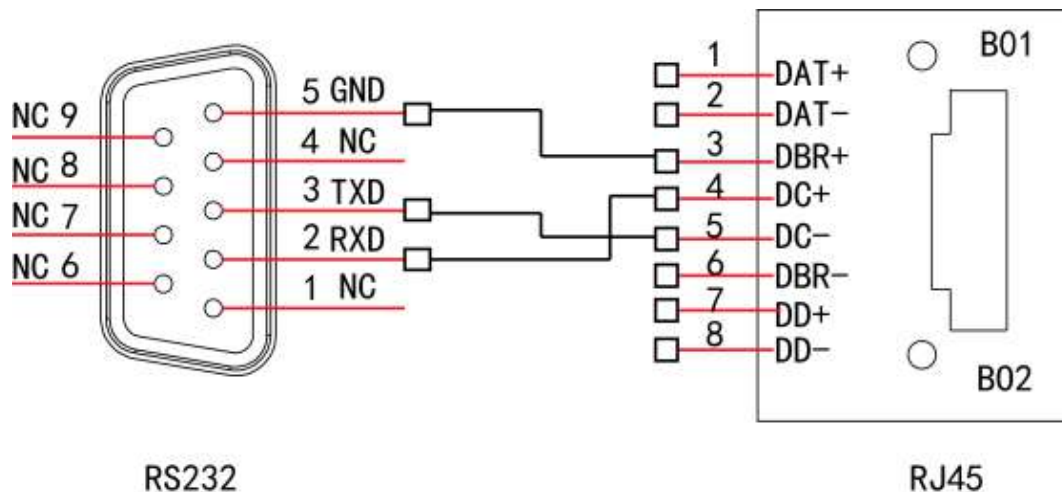 NC 9
NC 8
NC 7
NC 6
5 GND
4 NC
3 TXD
2 RXD
1 NC
1 DAT+
2 DAT-
3 DBR+
4 DC+
5 DC-
6 DBR-
7 DD+
8 DD-
B01
B02
RS232
RJ45